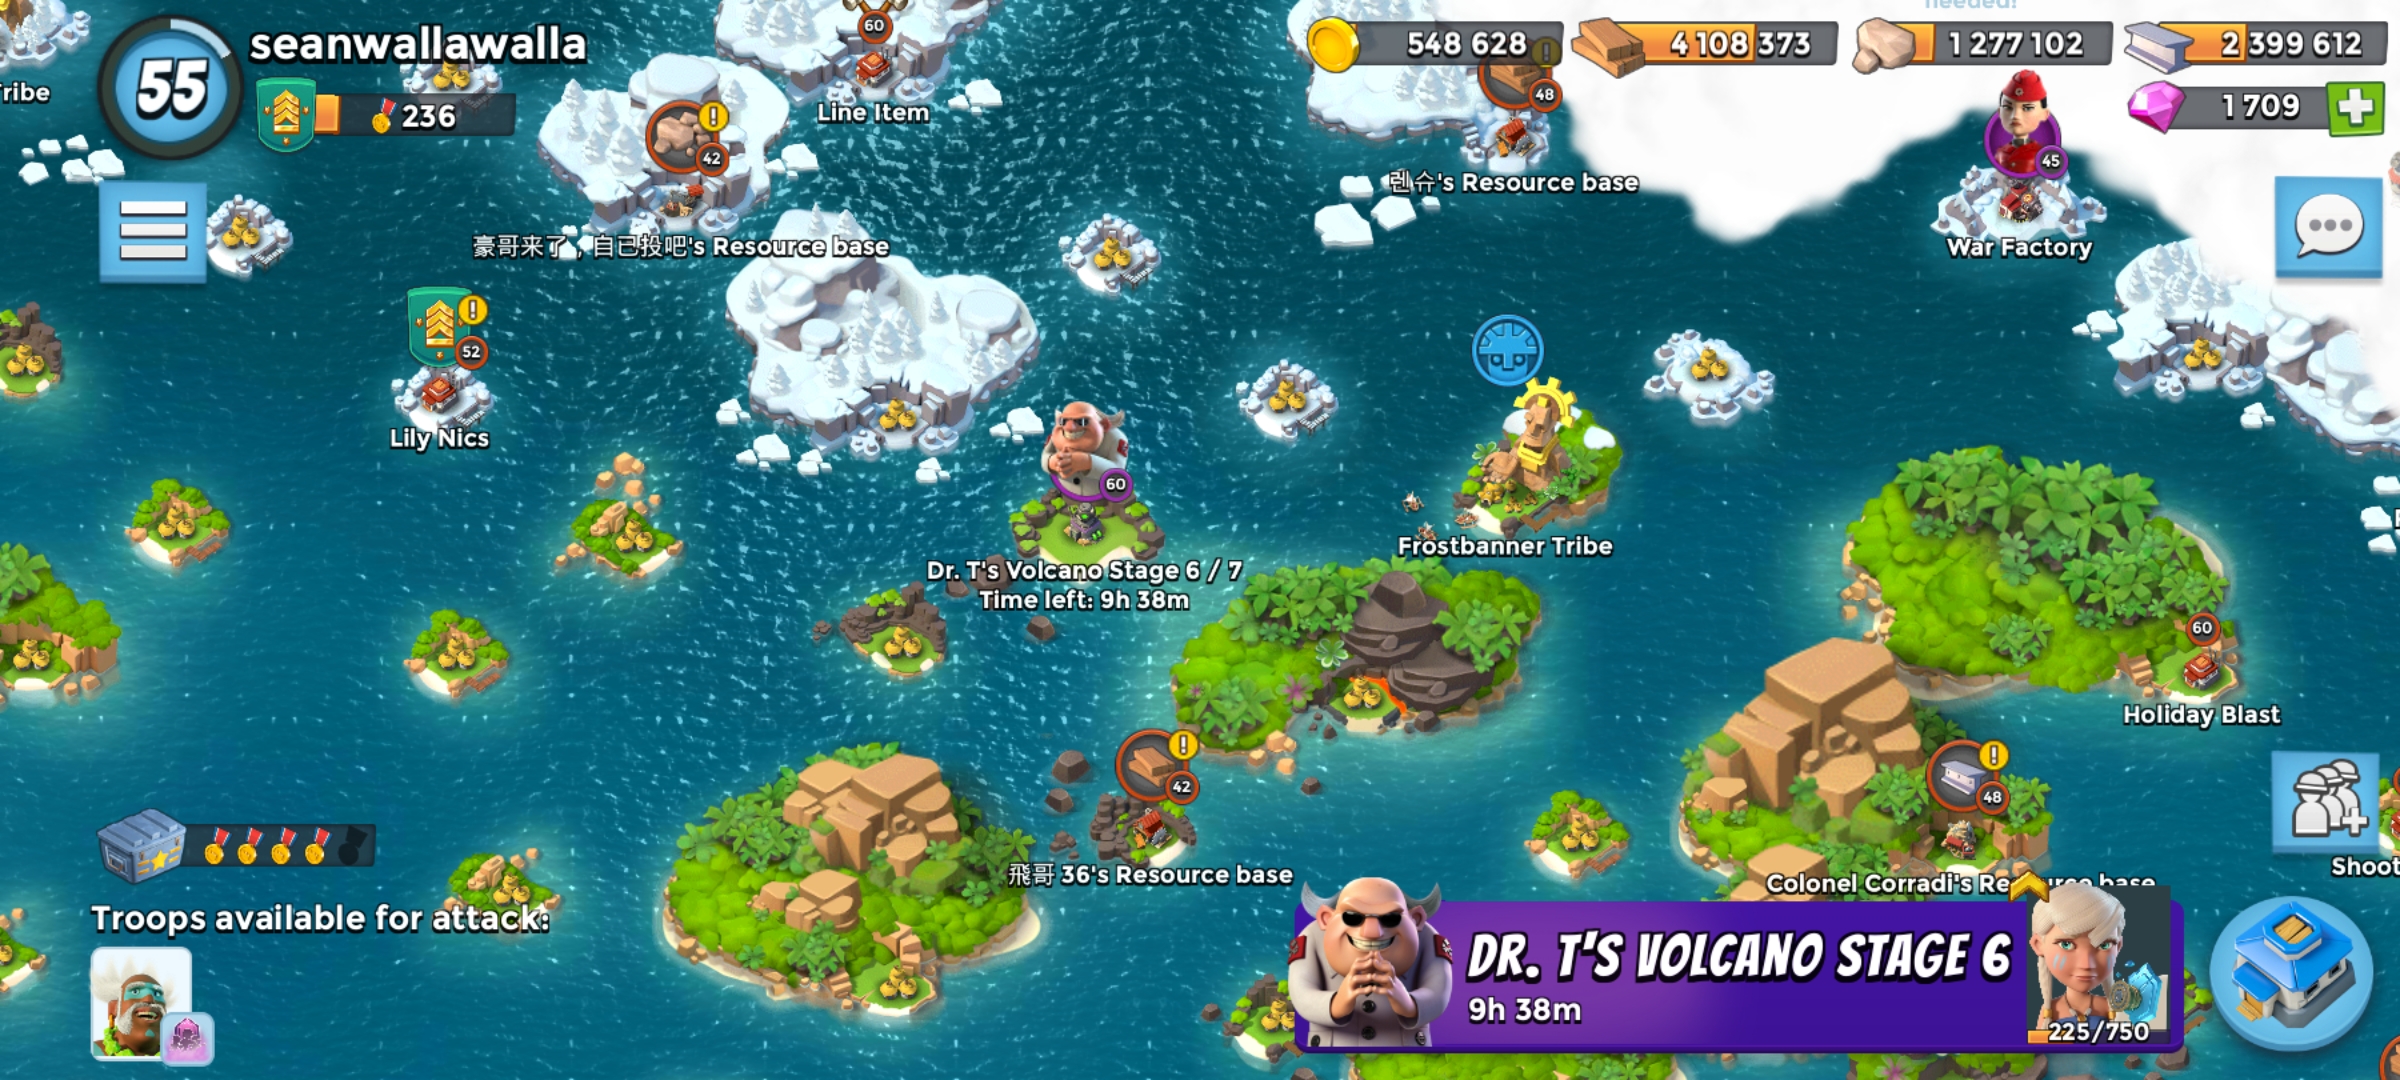 needed!
seanwallawalla
55
236
548 628
4 108 373
1 277 102
2 399 612
1 709
60
Line Item
42
豪哥来了，自已投吧's Resource base
48
렌슈's Resource base
45
War Factory
52
Lily Nics
60
Dr. T's Volcano Stage 6 / 7
Time left: 9h 38m
Frostbanner Tribe
60
Holiday Blast
42
飛哥 36's Resource base
48
Troops available for attack:
DR. T'S VOLCANO STAGE 6
9h 38m
225/750